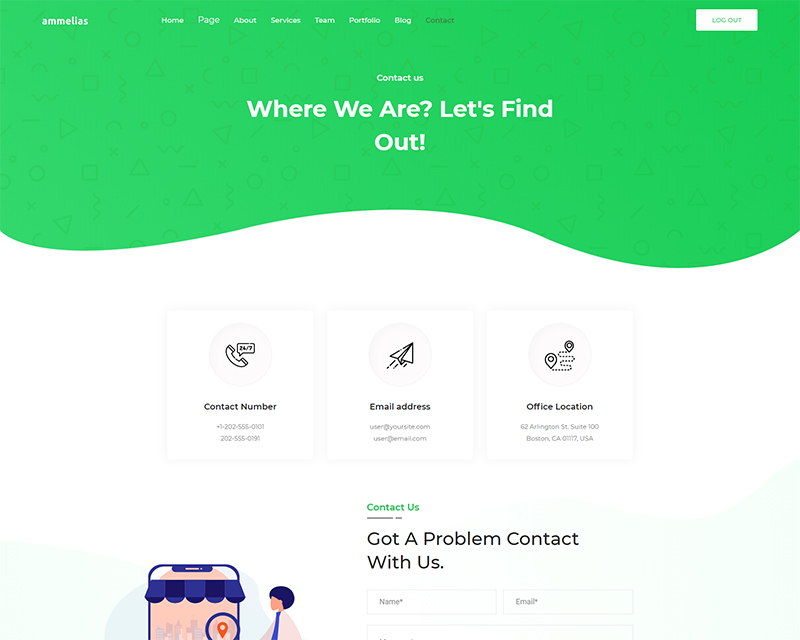 ammelias
Home Page About Services Team Portfolio Blog Contact
LOG OUT
Contact us
Where We Are? Let's Find
Out!
24/7
Contact Number
+1-202-555-0101
202-555-0191
Email address
user@yoursite.com
user@email.com
Office Location
62 Arlington St. Suite 100
Boston, CA 01117, USA
Contact Us
Got A Problem Contact
With Us.
Name*
Email*